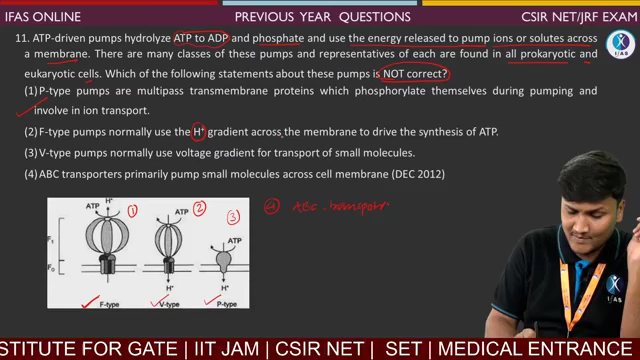 IFAS ONLINE PREVIOUS YEAR QUESTIONS CSIR NET/JRF EXAM
11. ATP-driven pumps hydrolyze ATP to ADP and phosphate and use the energy released to pump ions or solutes across
a membrane. There are many classes of these pumps and representatives of each are found in all prokaryotic and
eukaryotic cells. Which of the following statements about these pumps is NOT correct?
(1) P-type pumps are multipass transmembrane proteins which phosphorylate themselves during pumping and
involve in ion transport.
(2) F-type pumps normally use the H+ gradient across the membrane to drive the synthesis of ATP.
(3) V-type pumps normally use voltage gradient for transport of small molecules.
(4) ABC transporters primarily pump small molecules across cell membrane (DEC 2012)
IFAS
H+
ATP
1
ATP
2
3
ATP
F1
F0
H+
H+
F-type
V-type
P-type
4 ABC. transport
STITUTE FOR GATE | IIT JAM | CSIR NET | SET | MEDICAL ENTRANCE